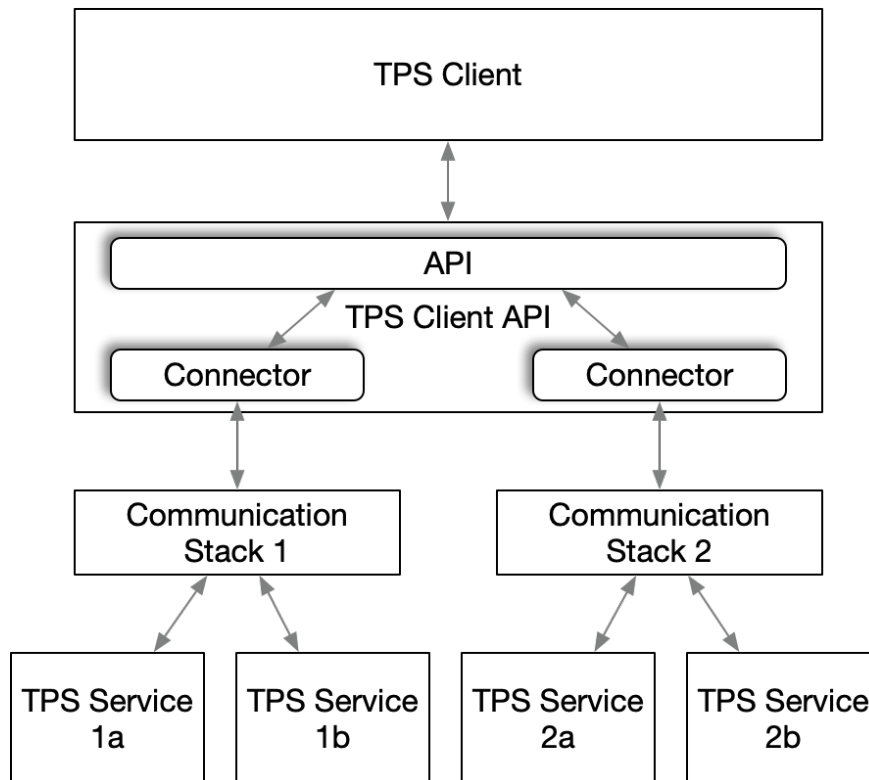 TPS Client
API
TPS Client API
Connector
Connector
Communication
Stack 1
Communication
Stack 2
TPS Service
1a
TPS Service
1b
TPS Service
2a
TPS Service
2b